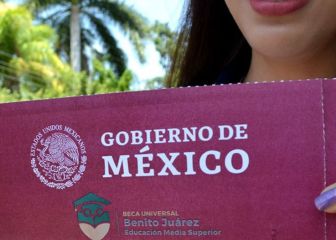 ESTADOS UNIDOS MEXICANOS
GOBIERNO DE
MÉXICO
BECA UNIVERSAL
Benito Juárez
Educación Media Superior